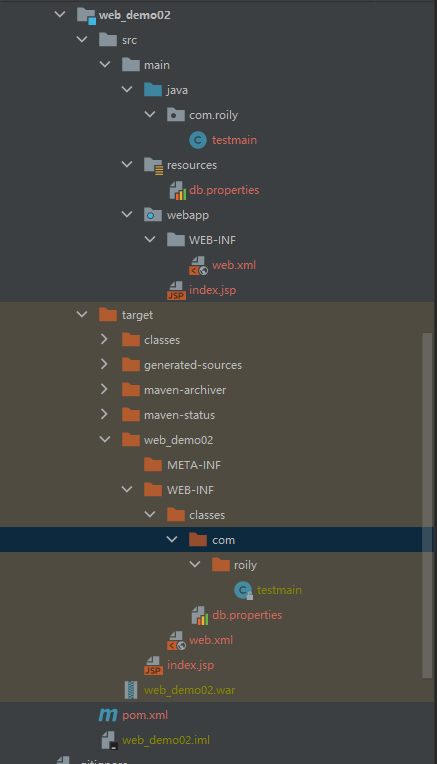 web_demo02
src
main
java
com.roily
testmain
resources
db.properties
webapp
WEB-INF
web.xml
index.jsp
target
classes
generated-sources
maven-archiver
maven-status
web_demo02
META-INF
WEB-INF
classes
com
roily
testmain
db.properties
web.xml
index.jsp
web_demo02.war
pom.xml
web_demo02.iml